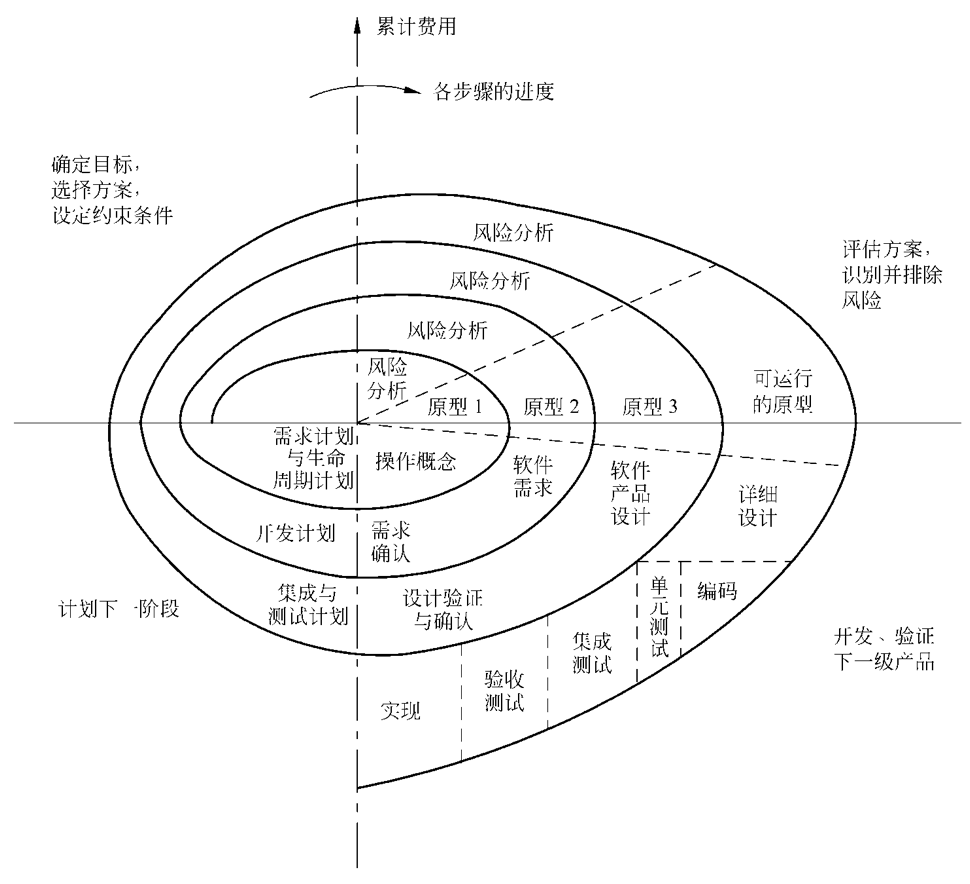 累计费用
各步骤的进度
确定目标，
选择方案，
设定约束条件
风险分析
评估方案，
识别并排除
风险
风险分析
风险分析
风险
分析
可运行
的原型
原型1
原型2
原型3
需求计划
与生命
周期计划
操作概念
软件
需求
软件
产品
设计
详细
设计
开发计划
需求
确认
集成与
测试计划
设计验证
与确认
单
元
测
试
编码
计划下一阶段
开发、验证
下一级产品
集成
测试
验收
测试
实现